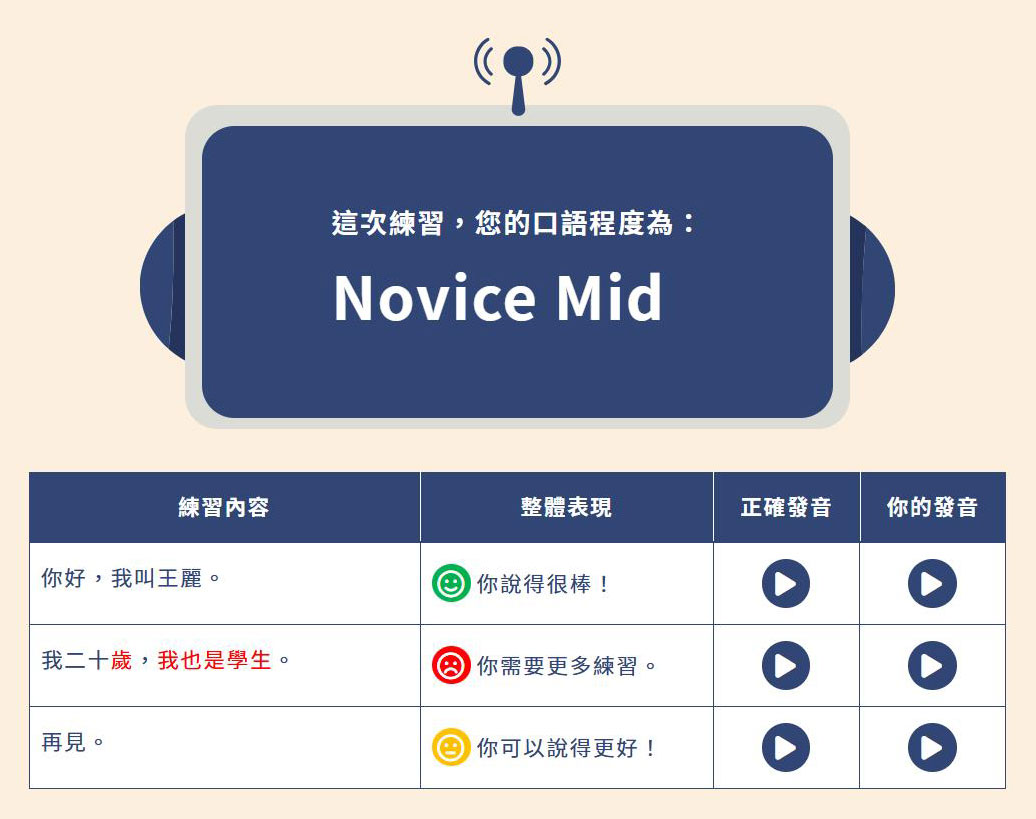 這次練習，您的口語程度為：
Novice Mid
練習內容 整體表現 正確發音 你的發音
你好，我叫王麗。 你說得很棒！
我二十歲，我也是學生。 你需要更多練習。
再見。 你可以說得更好！